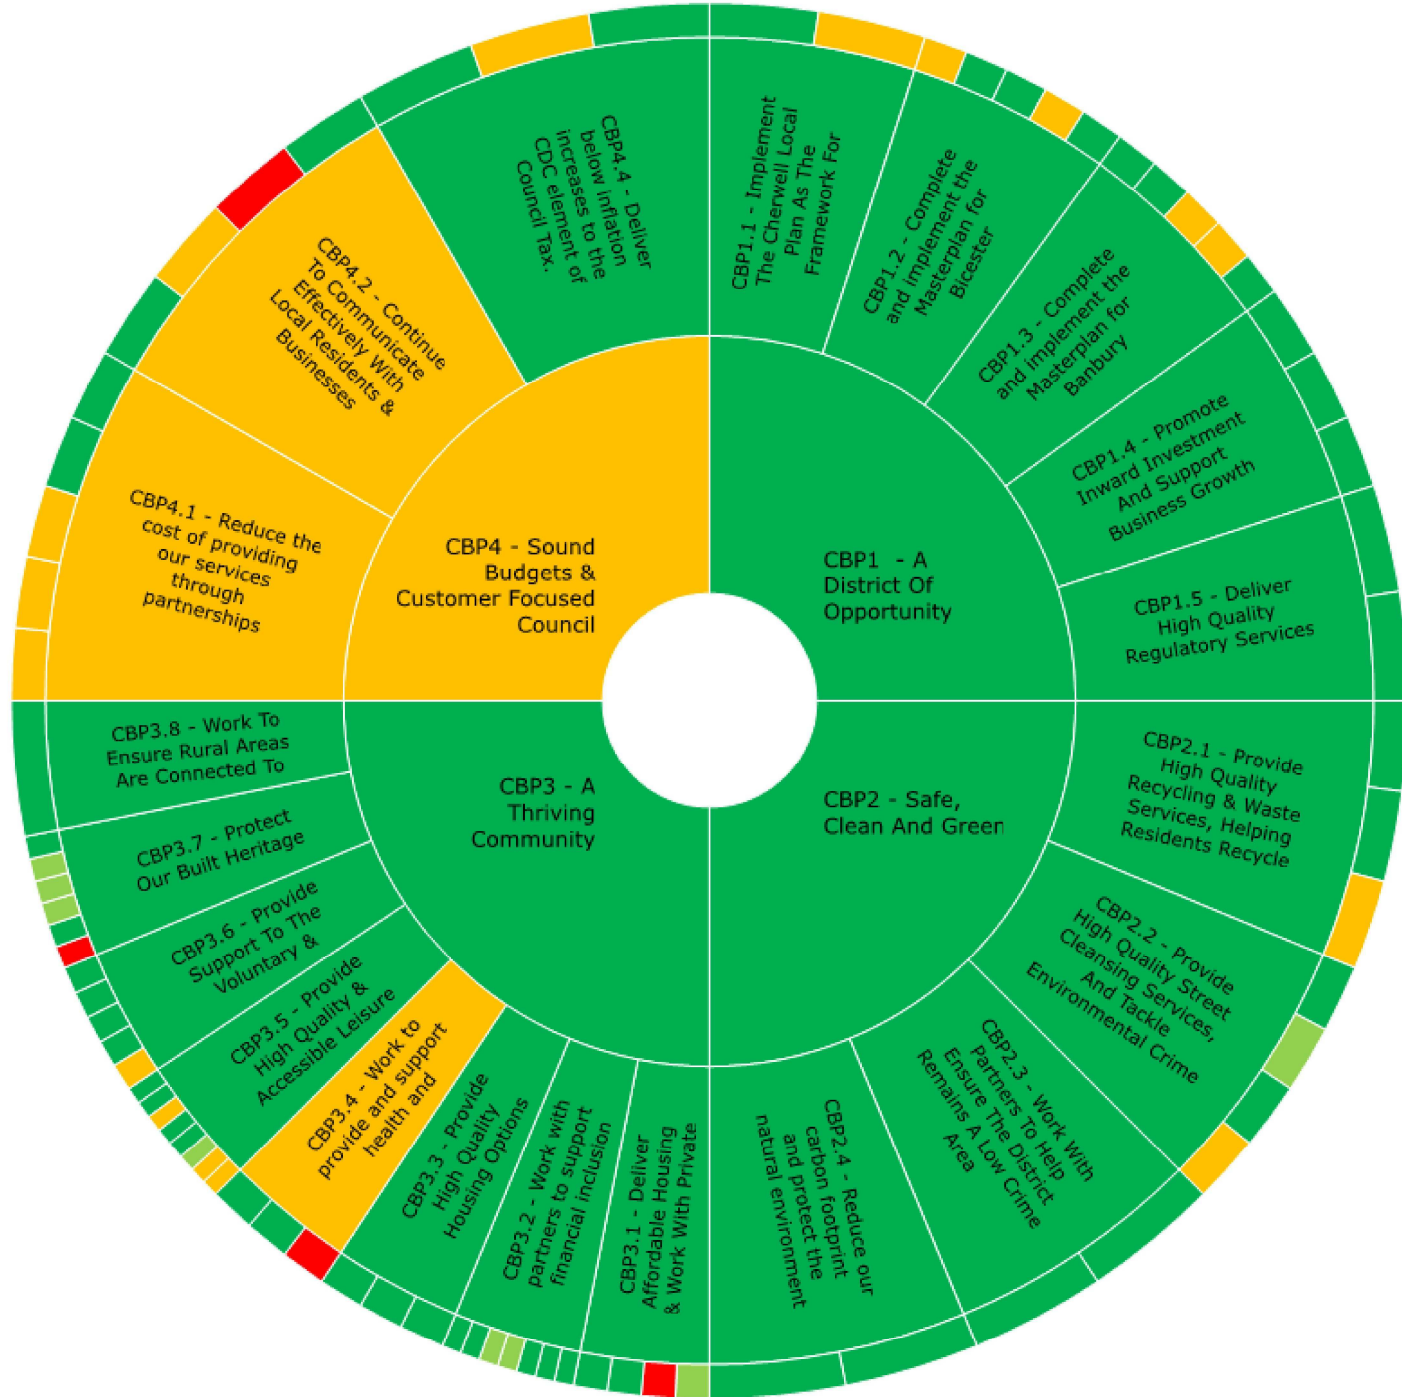 CBP4.4 - Deliver
below inflation
increases to the
CDC element of
Council Tax.
CBP1.1 - Implement
The Cherwell Local
Plan As The
Framework For
CBP1.2 - Complete
and implement the
Masterplan for
Bicester
CBP1.3 - Complete
and implement the
Masterplan for
Banbury
CBP1.4 - Promote
Inward Investment
And Support
Business Growth
CBP1.5 - Deliver
High Quality
Regulatory Services
CBP4.2 - Continue
To Communicate
Effectively With
Local Residents &
Businesses
CBP4.1 - Reduce the
cost of providing
our services
through
partnerships
CBP4 - Sound
Budgets &
Customer Focused
Council
CBP1 - A
District Of
Opportunity
CBP3 - A
Thriving
Community
CBP2 - Safe,
Clean And Green
CBP2.1 - Provide
High Quality
Recycling & Waste
Services, Helping
Residents Recycle
CBP2.2 - Provide
High Quality Street
Cleansing Services,
And Tackle
Environmental Crime
CBP2.3 - Work With
Partners To Help
Ensure The District
Remains A Low Crime
Area
CBP2.4 - Reduce our
carbon footprint
and protect the
natural environment
CBP3.1 - Deliver
Affordable Housing
& Work With Private
CBP3.2 - Work with
partners to support
financial inclusion
CBP3.3 - Provide
High Quality
Housing Options
CBP3.4 - Work to
provide and support
health and
CBP3.5 - Provide
High Quality &
Accessible Leisure
CBP3.6 - Provide
Support To The
Voluntary &
CBP3.7 - Protect
Our Built Heritage
CBP3.8 - Work To
Ensure Rural Areas
Are Connected To